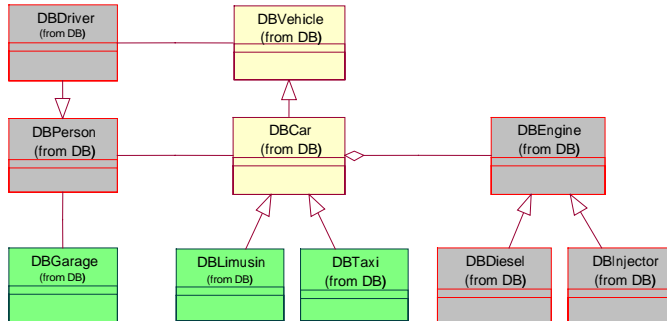 DBDriver
(from DB)
DBVehicle
(from DB)
DBPerson
(from DB)
DBCar
(from DB)
DBEngine
(from DB)
DBGarage
(from DB)
DBLimusin
(from DB)
DBTaxi
(from DB)
DBDiesel
(from DB)
DBInjector
(from DB)